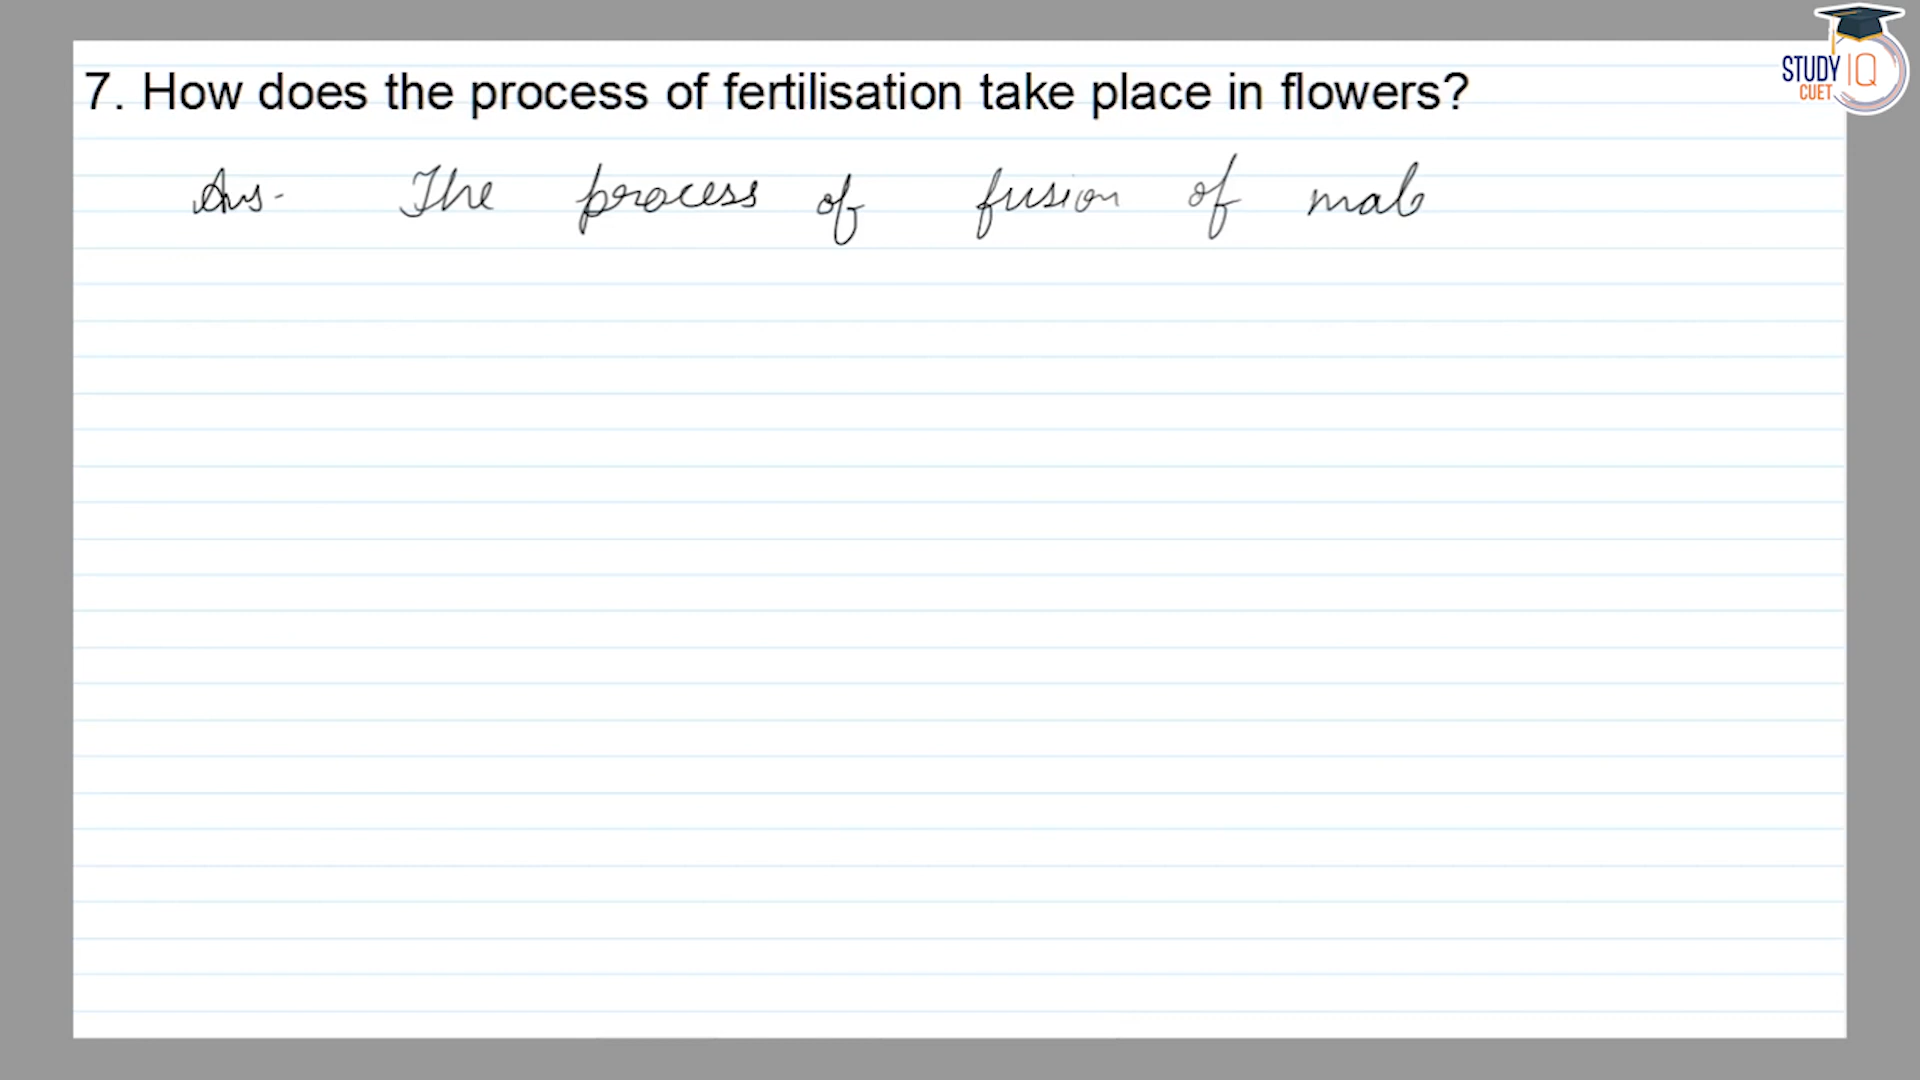 STUDY IQ
CUET
7. How does the process of fertilisation take place in flowers?
Ans- The process of fusion of male